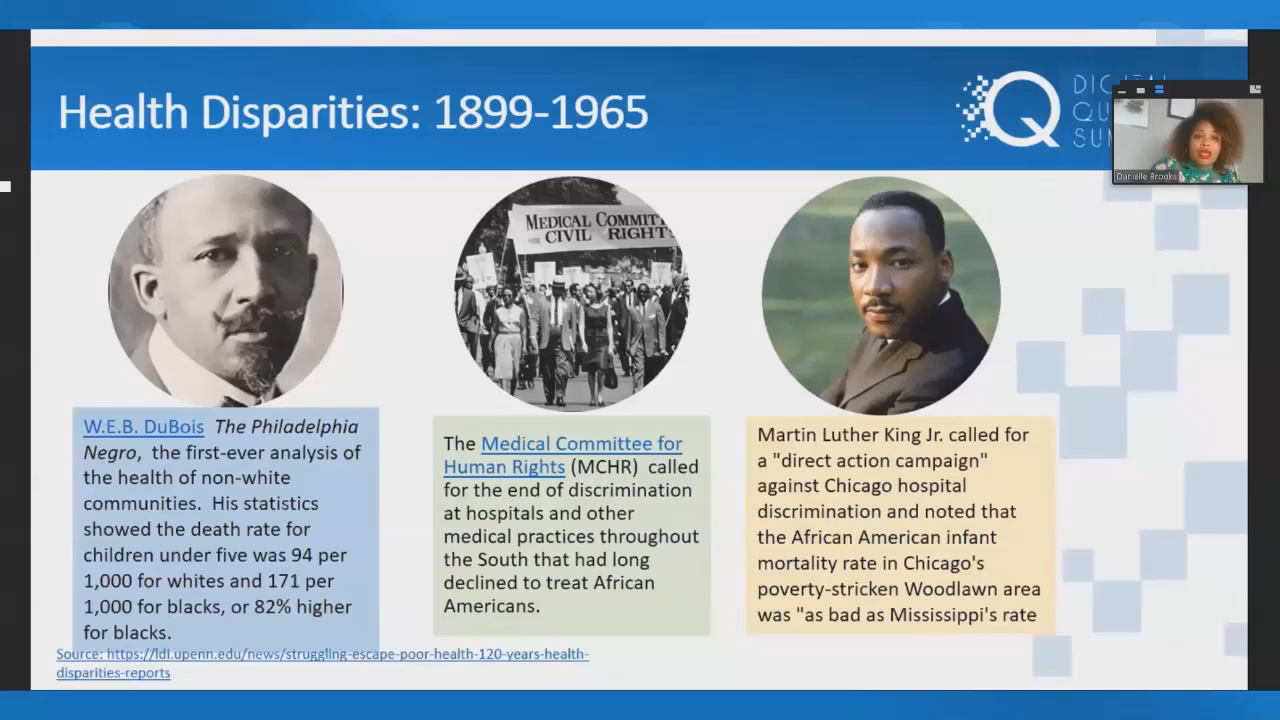 Health Disparities: 1899-1965
DIGITAL
Danielle Brooks
MEDICAL COMMIT
FOR CIVIL RIGHT
W.E.B. DuBois The Philadelphia
Negro, the first-ever analysis of
the health of non-white
communities. His statistics
showed the death rate for
children under five was 94 per
1,000 for whites and 171 per
1,000 for blacks, or 82% higher
for blacks.
The Medical Committee for
Human Rights (MCHR) called
for the end of discrimination
at hospitals and other
medical practices throughout
the South that had long
declined to treat African
Americans.
Martin Luther King Jr. called for
a "direct action campaign"
against Chicago hospital
discrimination and noted that
the African American infant
mortality rate in Chicago's
poverty-stricken Woodlawn area
was "as bad as Mississippi's rate
Source: https://ldi.upenn.edu/news/struggling-escape-poor-health-120-years-health-
disparities-reports